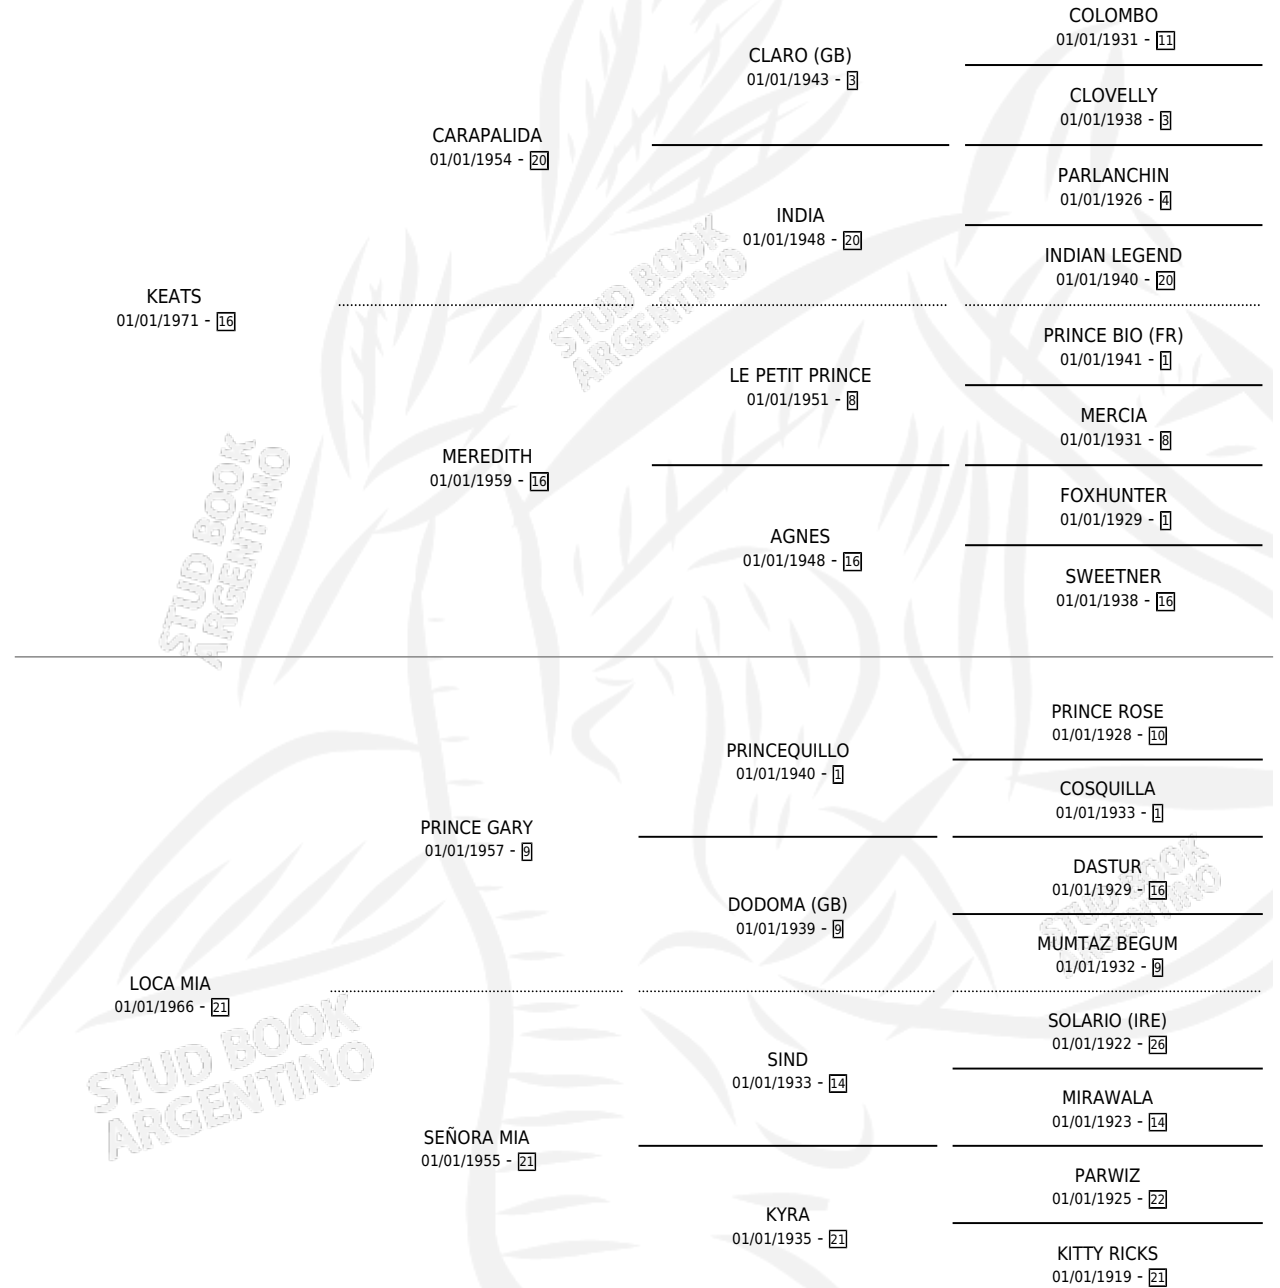 COLOMBO
01/01/1931 - 11
CLARO (GB)
01/01/1943 - 3
CLOVELLY
01/01/1938 - 3
CARAPALIDA
01/01/1954 - 20
PARLANCHIN
01/01/1926 - 4
INDIA
01/01/1948 - 20
INDIAN LEGEND
01/01/1940 - 20
KEATS
01/01/1971 - 16
PRINCE BIO (FR)
01/01/1941 - 1
LE PETIT PRINCE
01/01/1951 - 8
MERCIA
01/01/1931 - 8
MEREDITH
01/01/1959 - 16
FOXHUNTER
01/01/1929 - 1
AGNES
01/01/1948 - 16
SWEETNER
01/01/1938 - 16
PRINCE ROSE
01/01/1928 - 10
PRINCEQUILLO
01/01/1940 - 1
COSQUILLA
01/01/1933 - 1
PRINCE GARY
01/01/1957 - 9
DASTUR
01/01/1929 - 16
DODOMA (GB)
01/01/1939 - 9
MUMTAZ BEGUM
01/01/1932 - 9
LOCA MIA
01/01/1966 - 21
SOLARIO (IRE)
01/01/1922 - 26
SIND
01/01/1933 - 14
MIRAWALA
01/01/1923 - 14
SEÑORA MIA
01/01/1955 - 21
PARWIZ
01/01/1925 - 22
KYRA
01/01/1935 - 21
KITTY RICKS
01/01/1919 - 21
STUD BOOK
ARGENTINO
STUD BOOK
ARGENTINO
STUD BOOK
ARGENTINO
STUD BOOK
ARGENTINO